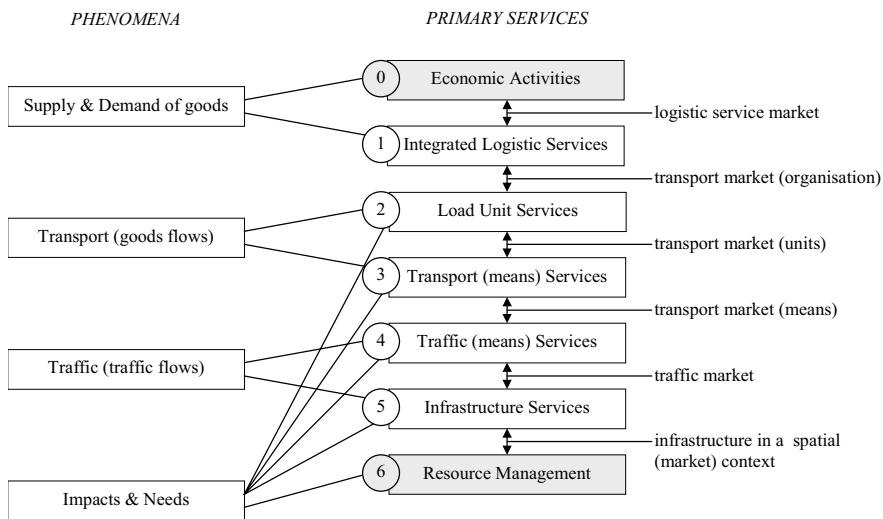 PHENOMENA
PRIMARY SERVICES
0
Economic Activities
Supply & Demand of goods
logistic service market
1
Integrated Logistic Services
transport market (organisation)
2
Load Unit Services
Transport (goods flows)
transport market (units)
3
Transport (means) Services
transport market (means)
4
Traffic (means) Services
Traffic (traffic flows)
traffic market
5
Infrastructure Services
infrastructure in a spatial
(market) context
6
Resource Management
Impacts & Needs